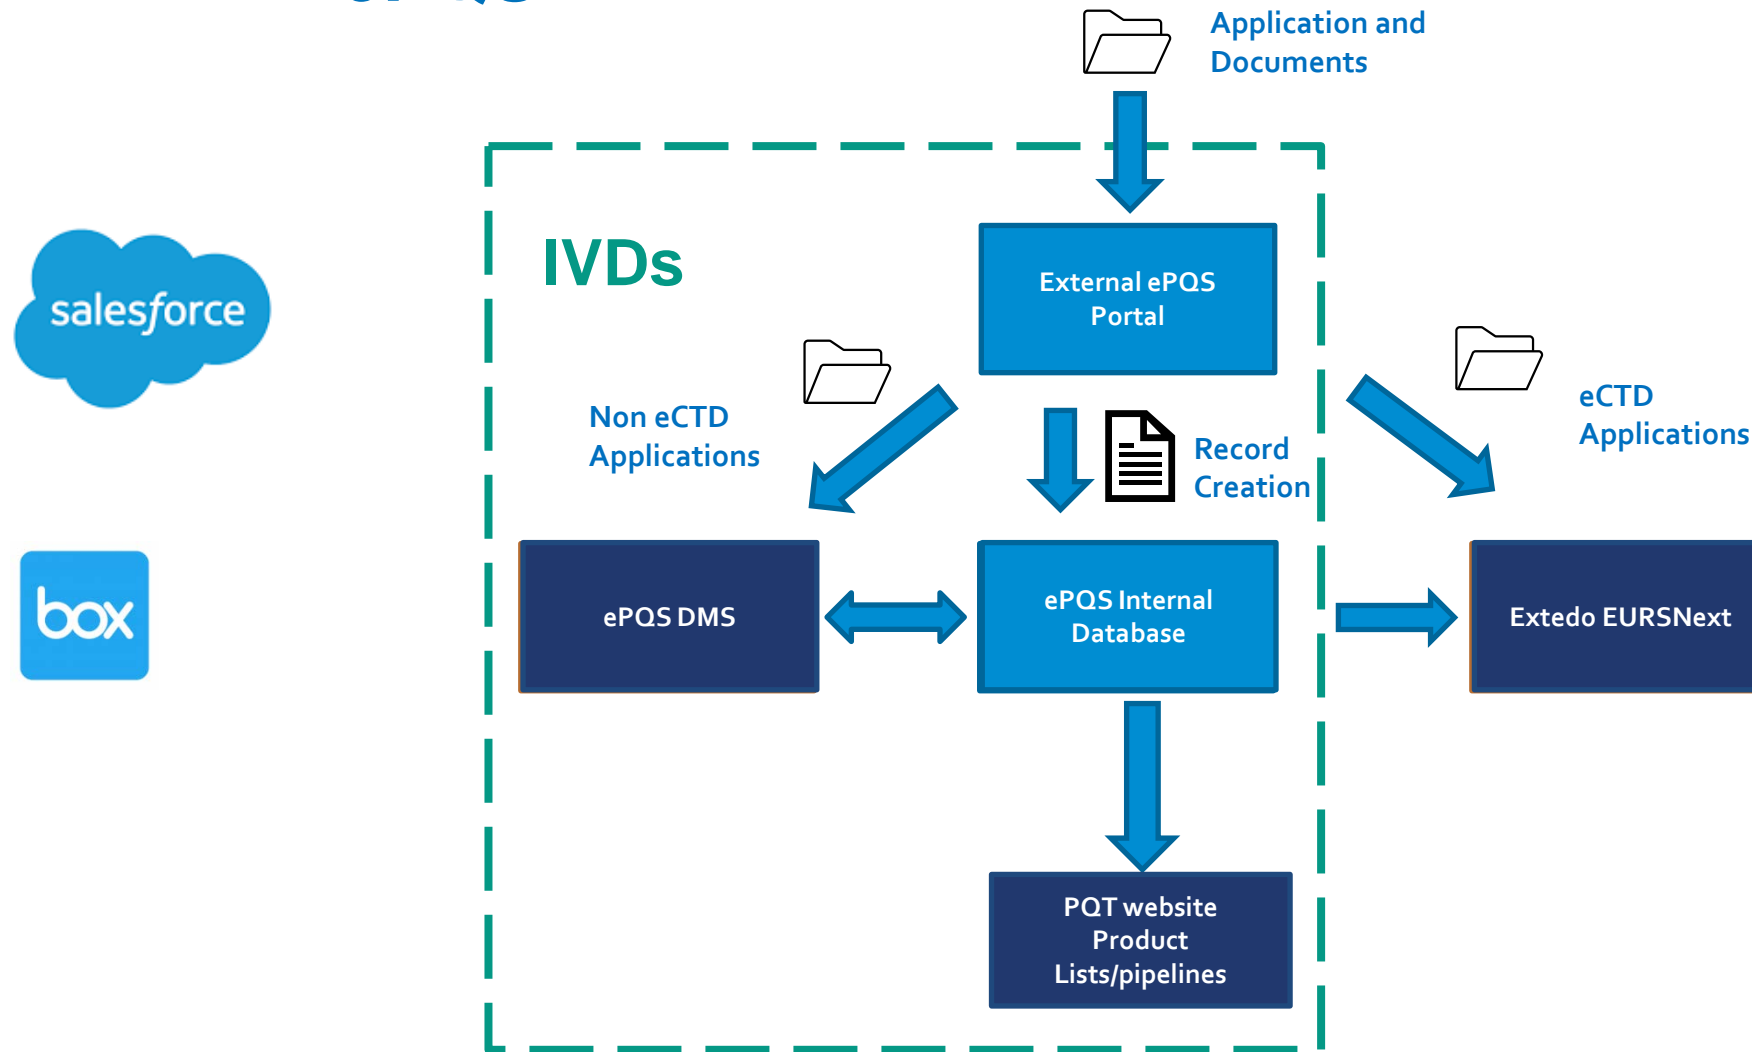 Application and
Documents
IVDs
salesforce
External ePQS
Portal
Non eCTD
Applications
Record
Creation
eCTD
Applications
box
ePQS DMS
ePQS Internal
Database
Extedo EURSNext
PQT website
Product
Lists/pipelines